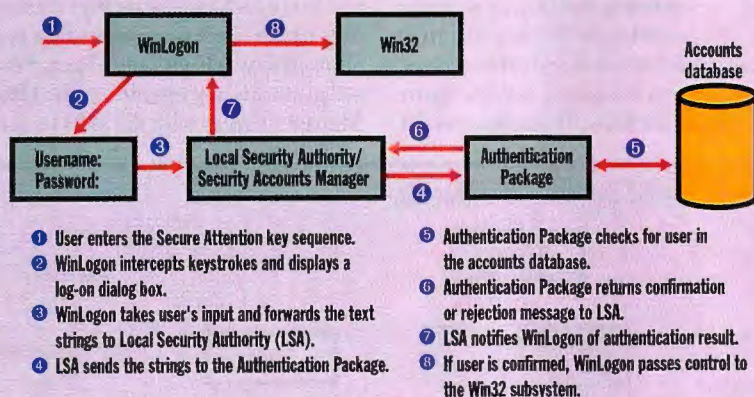 1
8
WinLogon
Win32
Accounts
database
2
7
6
Username:
Password:
3
Local Security Authority/
Security Accounts Manager
4
Authentication
Package
5
1 User enters the Secure Attention key sequence.
2 WinLogon intercepts keystrokes and displays a
log-on dialog box.
3 WinLogon takes user's input and forwards the text
strings to Local Security Authority (LSA).
4 LSA sends the strings to the Authentication Package.
5 Authentication Package checks for user in
the accounts database.
6 Authentication Package returns confirmation
or rejection message to LSA.
7 LSA notifies WinLogon of authentication result.
8 If user is confirmed, WinLogon passes control to
the Win32 subsystem.